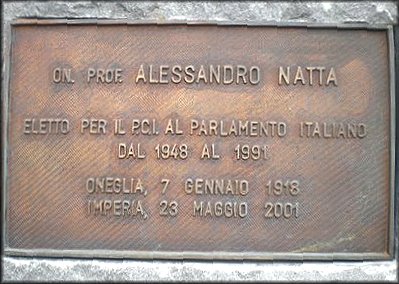 ON. PROF. ALESSANDRO NATTA
ELETTO PER IL P.C.I. AL PARLAMENTO ITALIANO
DAL 1948 AL 1991
ONEGLIA, 7 GENNAIO 1918
IMPERIA, 23 MAGGIO 2001